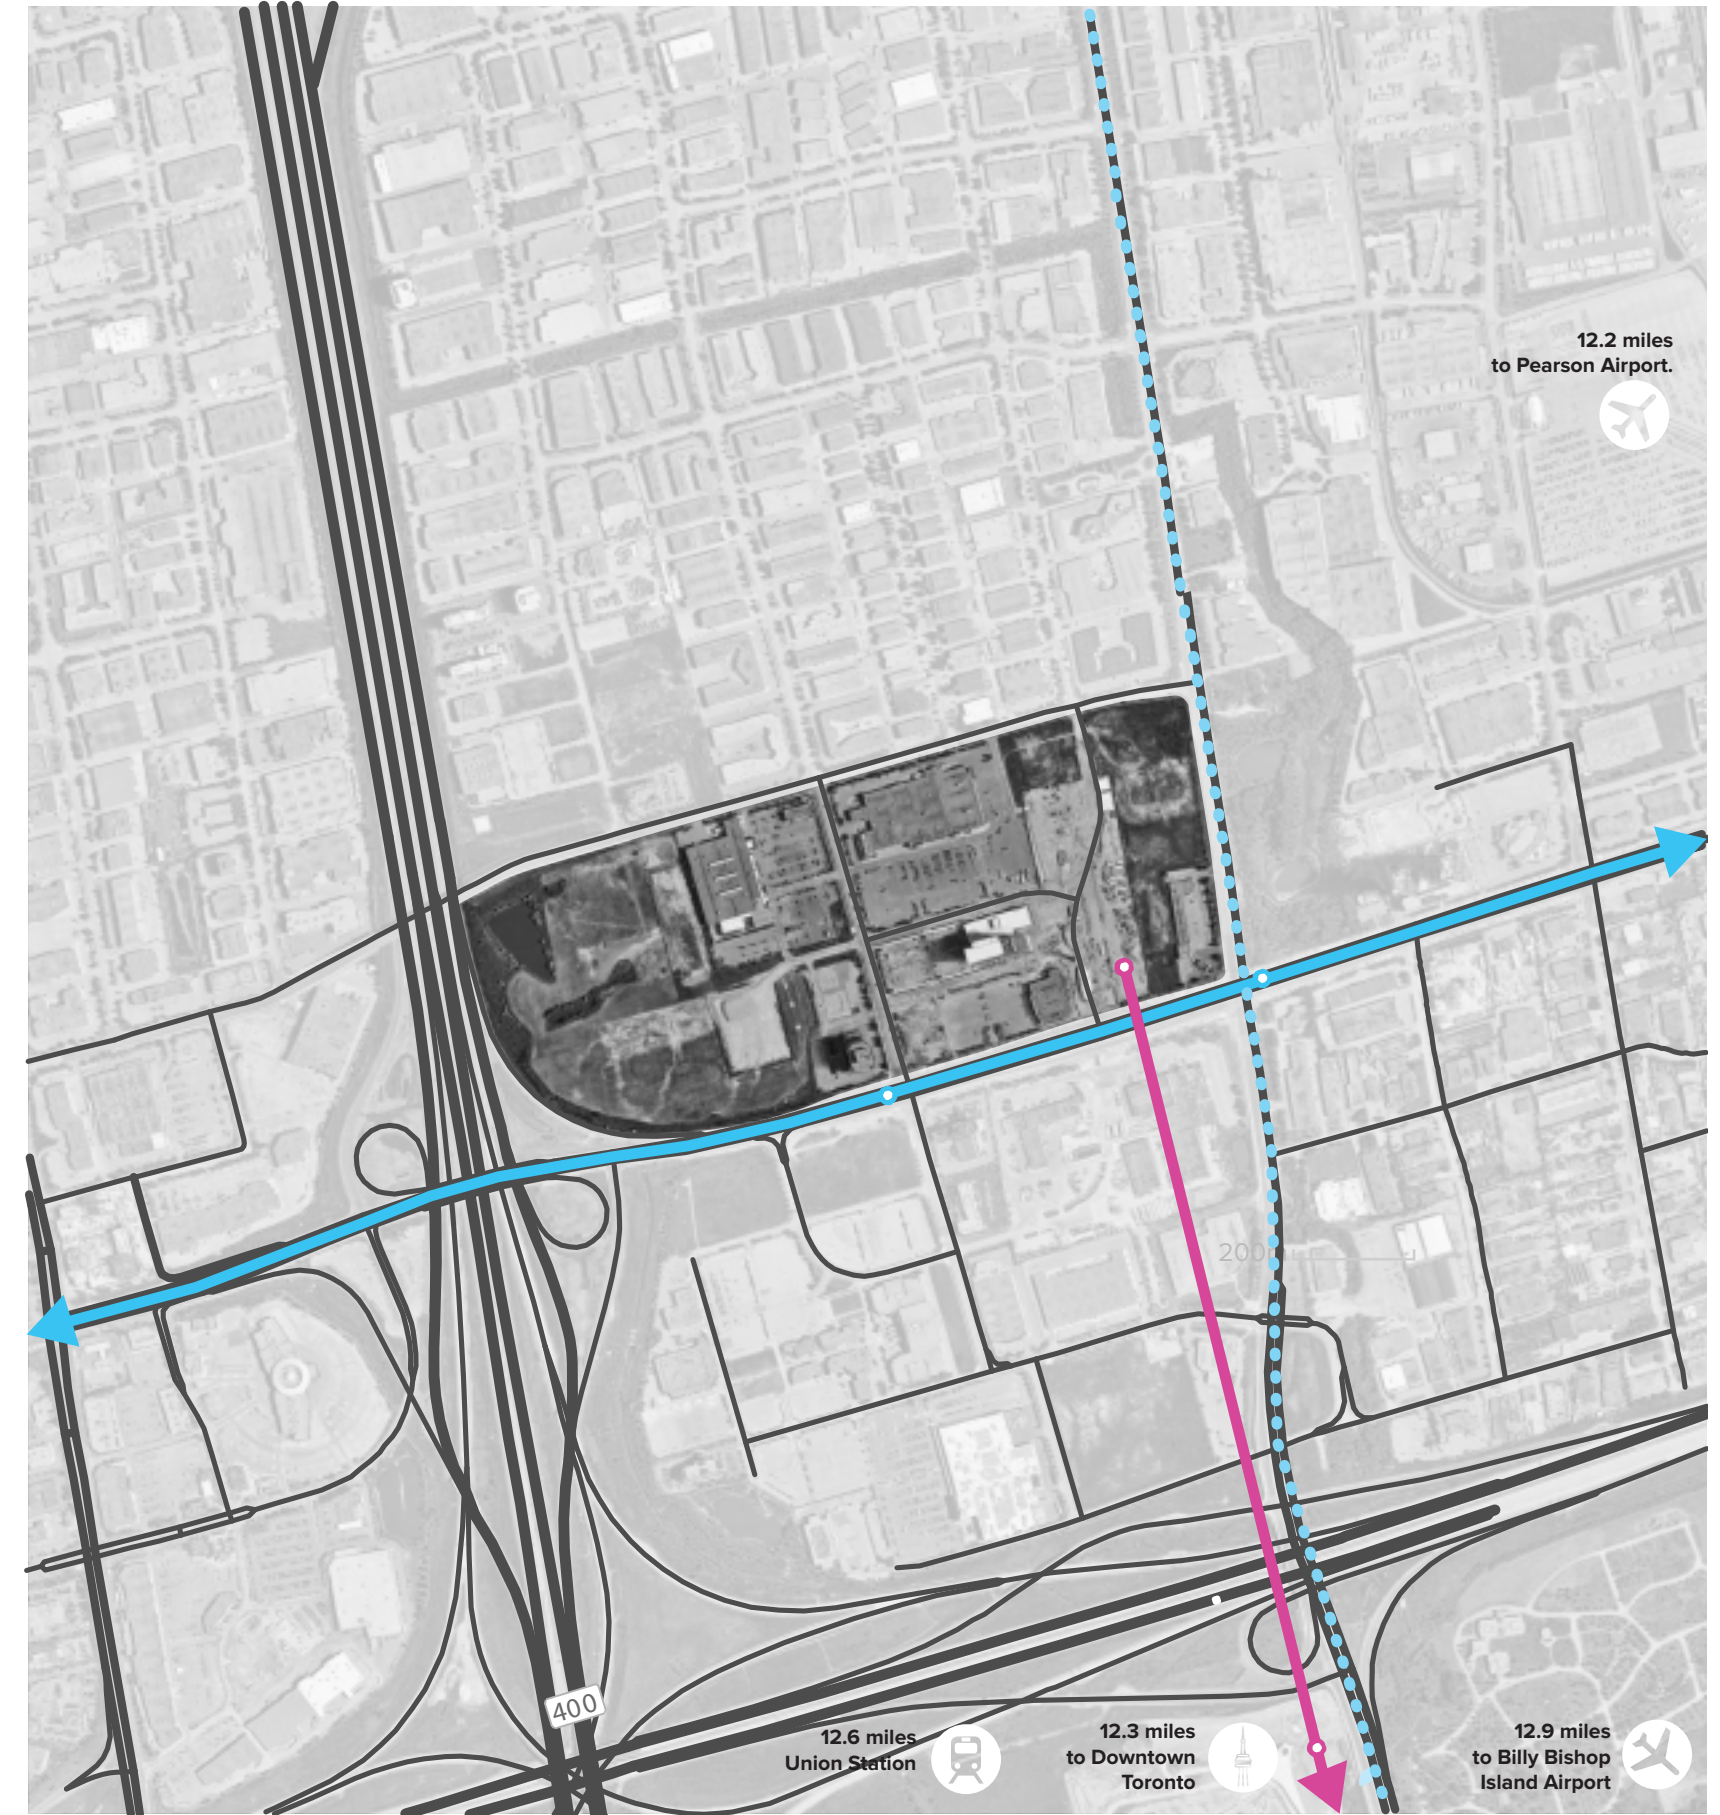 12.2 miles
to Pearson Airport.
200
400
12.6 miles
Union Station
12.3 miles
to Downtown
Toronto
12.9 miles
to Billy Bishop
Island Airport